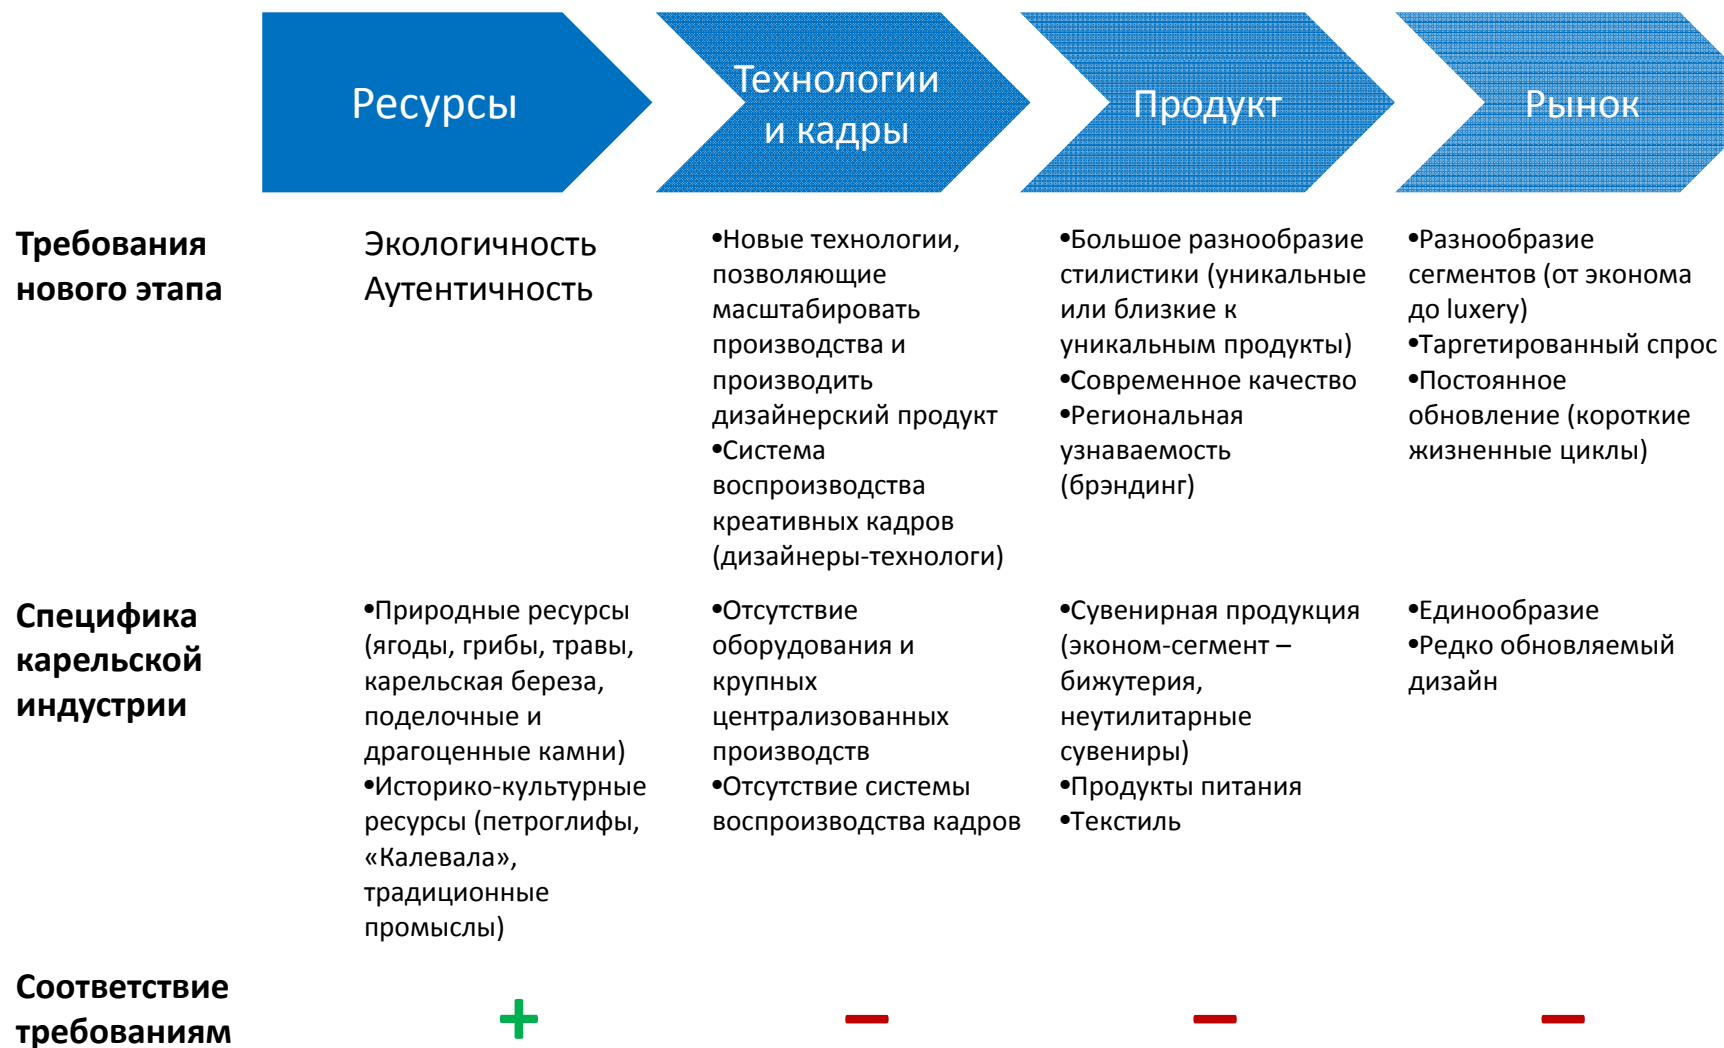 Ресурсы
Технологии
и кадры
Продукт
Рынок
Требования
нового этапа
Экологичность
Аутентичность
•Новые технологии,
позволяющие
масштабировать
производства и
производить
дизайнерский продукт
•Система
воспроизводства
креативных кадров
(дизайнеры-технологи)
•Большое разнообразие
стилистики (уникальные
или близкие к
уникальным продукты)
•Современное качество
•Региональная
узнаваемость
(брэндинг)
•Разнообразие
сегментов (от эконома
до luxery)
•Таргетированный спрос
•Постоянное
обновление (короткие
жизненные циклы)
Специфика
карельской
индустрии
•Природные ресурсы
(ягоды, грибы, травы,
карельская береза,
поделочные и
драгоценные камни)
•Историко-культурные
ресурсы (петроглифы,
«Калевала»,
традиционные
промыслы)
•Отсутствие
оборудования и
крупных
централизованных
производств
•Отсутствие системы
воспроизводства кадров
•Сувенирная продукция
(эконом-сегмент –
бижутерия,
неутилитарные
сувениры)
•Продукты питания
•Текстиль
•Единообразие
•Редко обновляемый
дизайн
Соответствие
требованиям
+
–
–
–